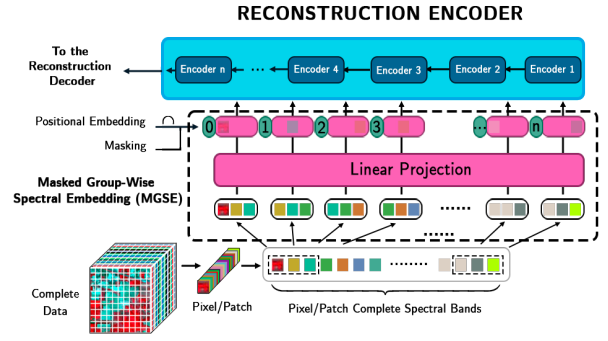 RECONSTRUCTION ENCODER
To the
Reconstruction
Decoder
Encoder n
...
Encoder 4
Encoder 3
Encoder 2
Encoder 1
Positional Embedding
Masking
0
1
2
3
...
n
Linear Projection
Masked Group-Wise
Spectral Embedding (MGSE)
......
......
........
Complete
Data
Pixel/Patch
Pixel/Patch Complete Spectral Bands